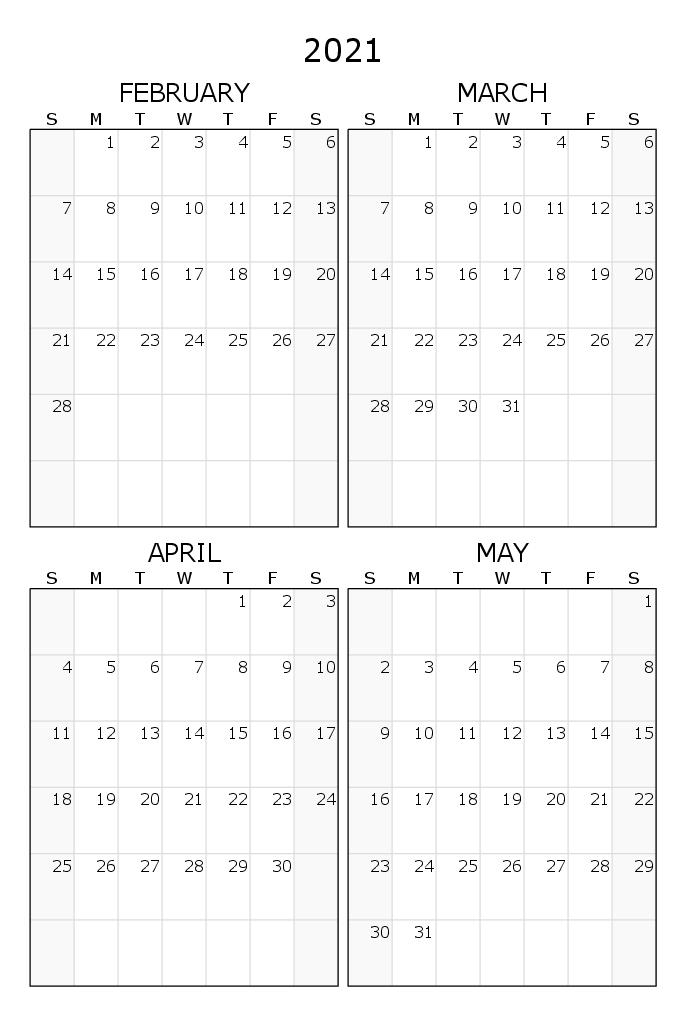 2021
FEBRUARY
S M T W T F S
1 2 3 4 5 6
7 8 9 10 11 12 13
14 15 16 17 18 19 20
21 22 23 24 25 26 27
28
MARCH
S M T W T F S
1 2 3 4 5 6
7 8 9 10 11 12 13
14 15 16 17 18 19 20
21 22 23 24 25 26 27
28 29 30 31
APRIL
S M T W T F S
1 2 3
4 5 6 7 8 9 10
11 12 13 14 15 16 17
18 19 20 21 22 23 24
25 26 27 28 29 30
MAY
S M T W T F S
1
2 3 4 5 6 7 8
9 10 11 12 13 14 15
16 17 18 19 20 21 22
23 24 25 26 27 28 29
30 31